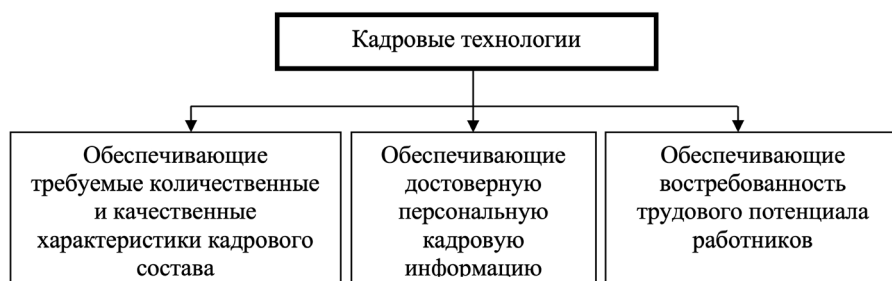 Кадровые технологии
Обеспечивающие
требуемые количественные
и качественные
характеристики кадрового
состава
Обеспечивающие
достоверную
персональную
кадровую
информацию
Обеспечивающие
востребованность
трудового потенциала
работников